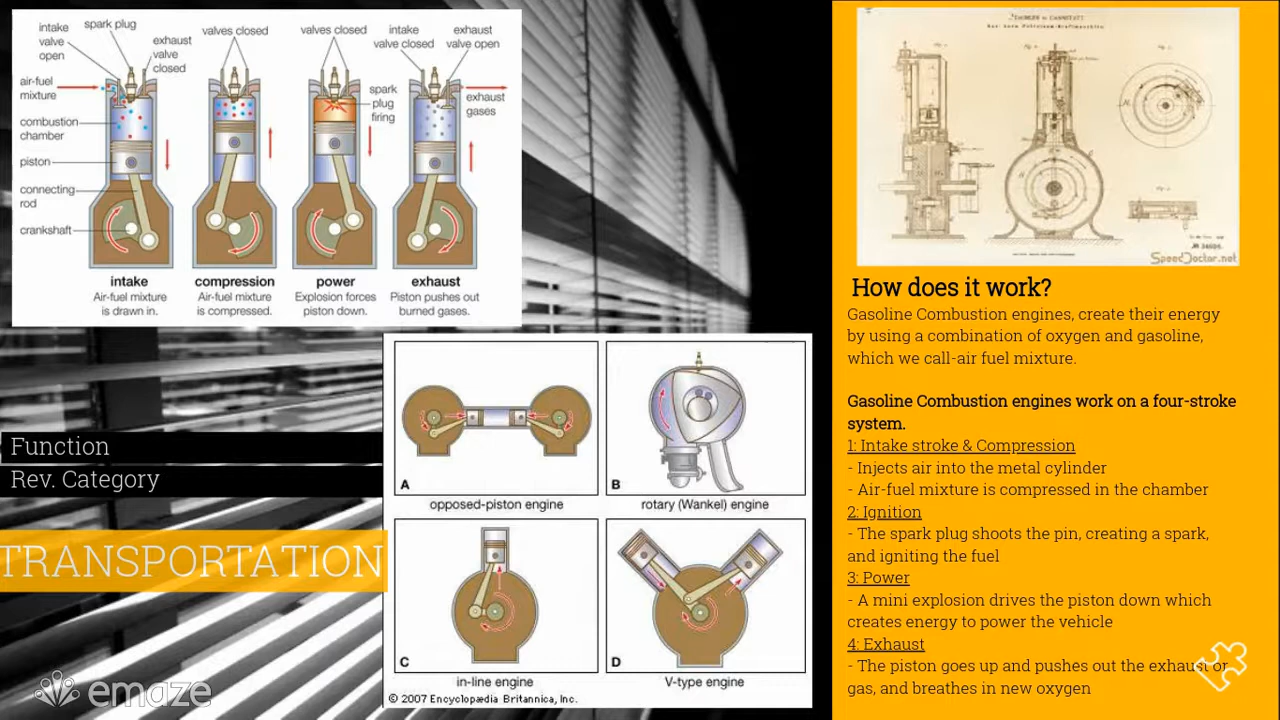 intake
valve
open
spark plug
exhaust
valve
closed
air-fuel
mixture
combustion
chamber
piston
connecting
rod
crankshaft
valves closed
valves closed
spark
plug
firing
intake
valve closed
exhaust
valve open
exhaust
gases
intake
Air-fuel mixture
is drawn in.
compression
Air-fuel mixture
is compressed.
power
Explosion forces
piston down.
exhaust
Piston pushes out
burned gases.
Function
Rev. Category
TRANSPORTATION
emaze
A
opposed-piston engine
B
rotary (Wankel) engine
C
in-line engine
D
V-type engine
© 2007 Encyclopædia Britannica, Inc.
SpeedDoctor.net
How does it work?
Gasoline Combustion engines, create their energy
by using a combination of oxygen and gasoline,
which we call-air fuel mixture.
Gasoline Combustion engines work on a four-stroke
system.
1: Intake stroke & Compression
- Injects air into the metal cylinder
- Air-fuel mixture is compressed in the chamber
2: Ignition
- The spark plug shoots the pin, creating a spark,
and igniting the fuel
3: Power
- A mini explosion drives the piston down which
creates energy to power the vehicle
4: Exhaust
- The piston goes up and pushes out the exhaust or
gas, and breathes in new oxygen